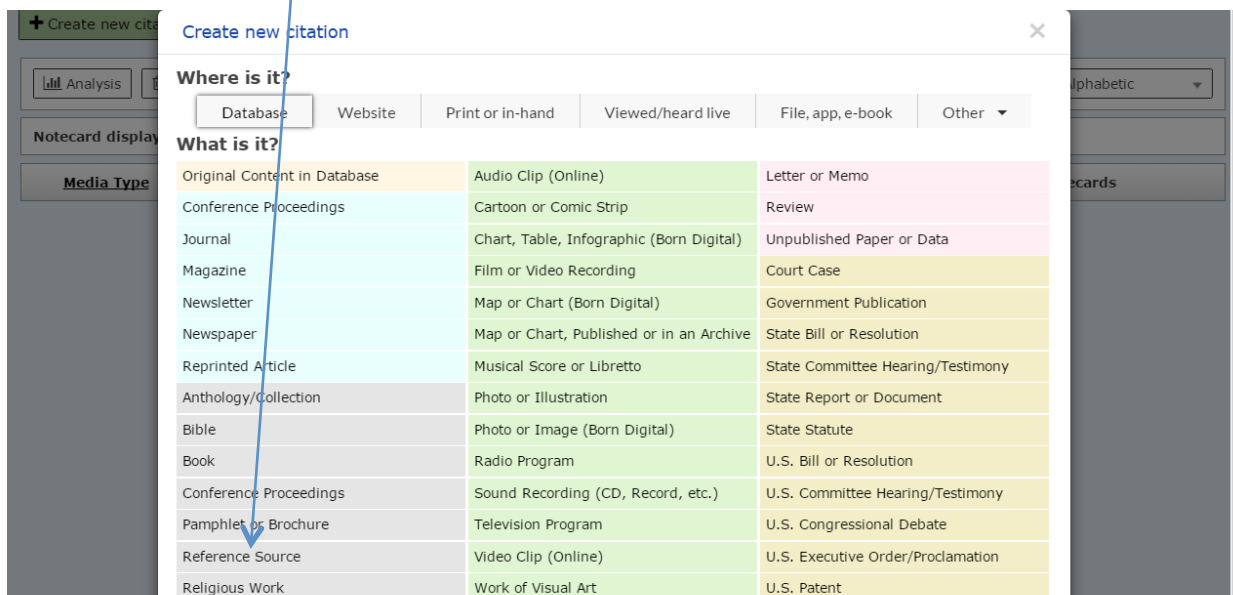 Create new cita
Create new citation
×
Analysis
lphabetic
Notecard display
Media Type
ecards
Where is it?
Database Website Print or in-hand Viewed/heard live File, app, e-book Other
What is it?
Original Content in Database Audio Clip (Online) Letter or Memo
Conference Proceedings Cartoon or Comic Strip Review
Journal Chart, Table, Infographic (Born Digital) Unpublished Paper or Data
Magazine Film or Video Recording Court Case
Newsletter Map or Chart (Born Digital) Government Publication
Newspaper Map or Chart, Published or in an Archive State Bill or Resolution
Reprinted Article Musical Score or Libretto State Committee Hearing/Testimony
Anthology/Collection Photo or Illustration State Report or Document
Bible Photo or Image (Born Digital) State Statute
Book Radio Program U.S. Bill or Resolution
Conference Proceedings Sound Recording (CD, Record, etc.) U.S. Committee Hearing/Testimony
Pamphlet or Brochure Television Program U.S. Congressional Debate
Reference Source Video Clip (Online) U.S. Executive Order/Proclamation
Religious Work Work of Visual Art U.S. Patent